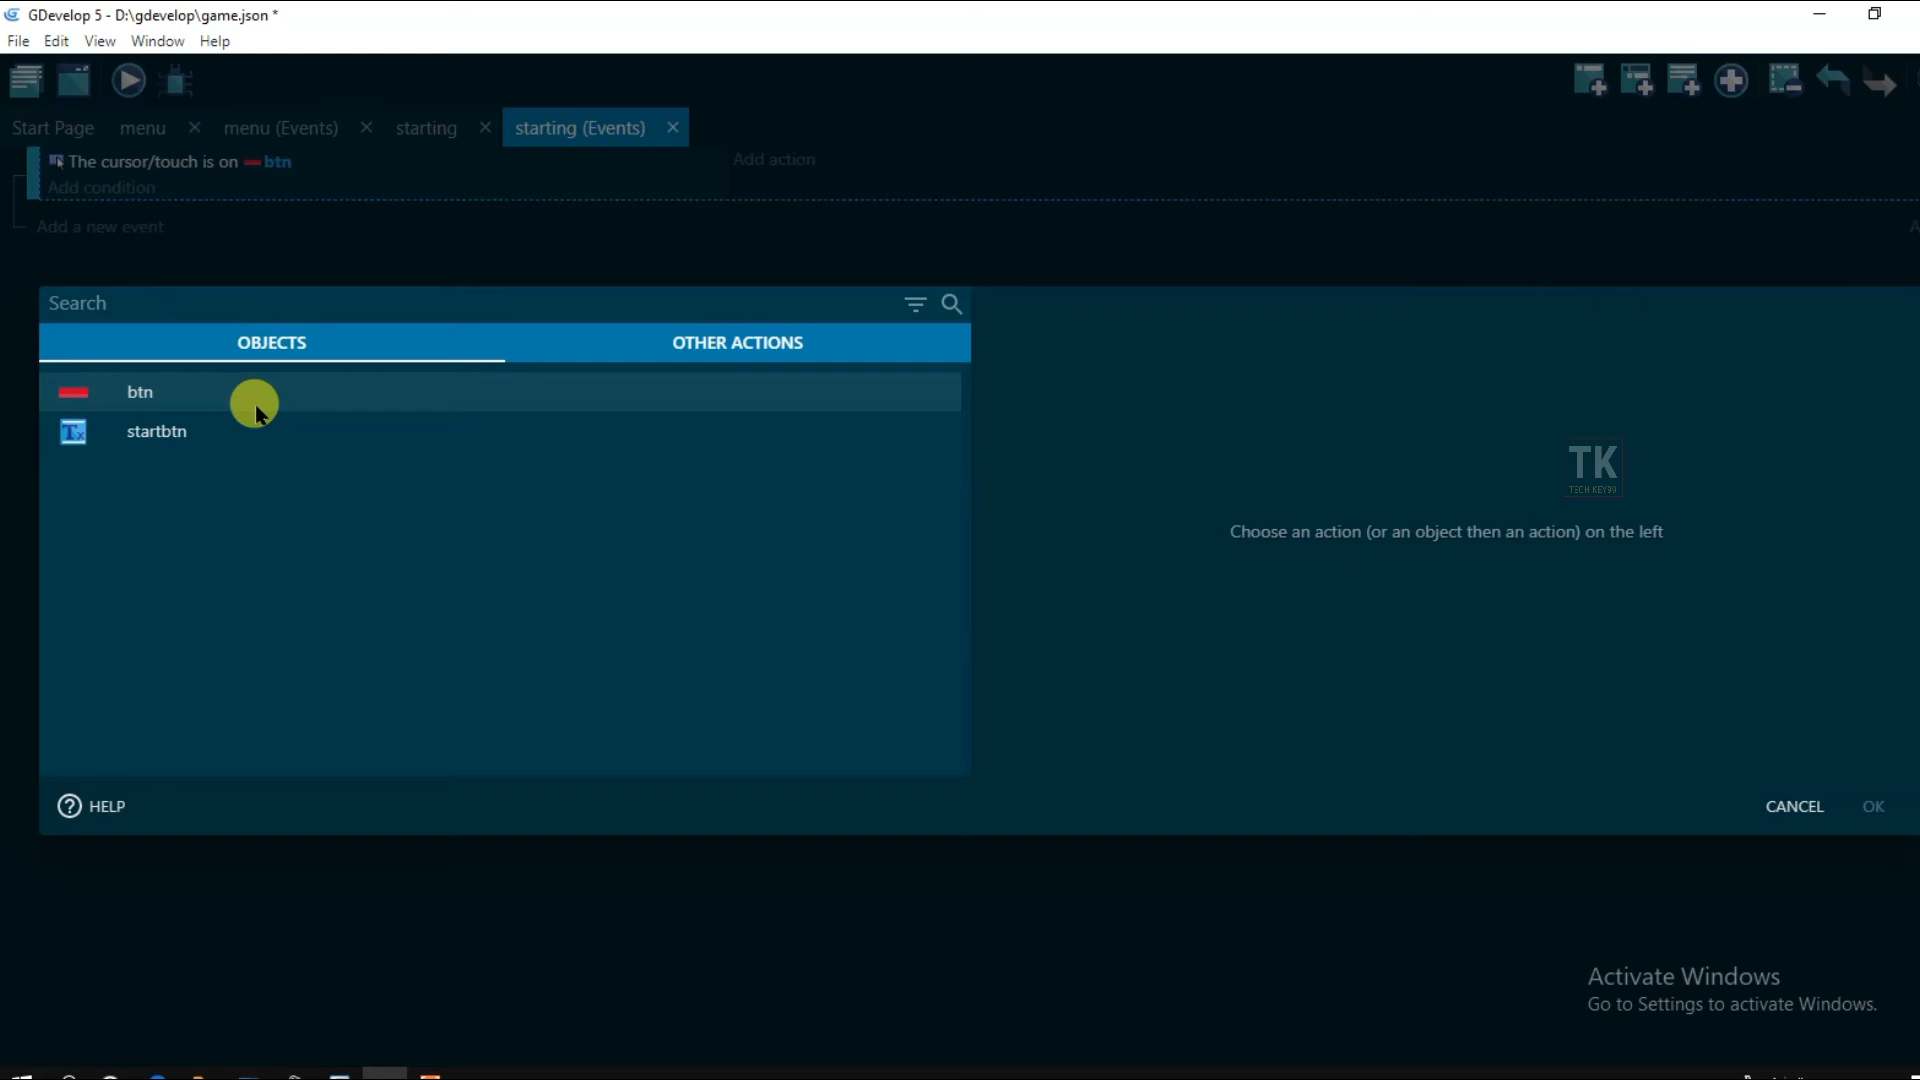 GDevelop 5 - D:\gdevelop\game.json *
File Edit View Window Help
Start Page menu menu (Events) starting starting (Events)
The cursor/touch is on btn
Add action
Add condition
Add a new event
Search
OBJECTS OTHER ACTIONS
btn
startbtn
TK
TECH KEY99
Choose an action (or an object then an action) on the left
HELP
CANCEL OK
Activate Windows
Go to Settings to activate Windows.